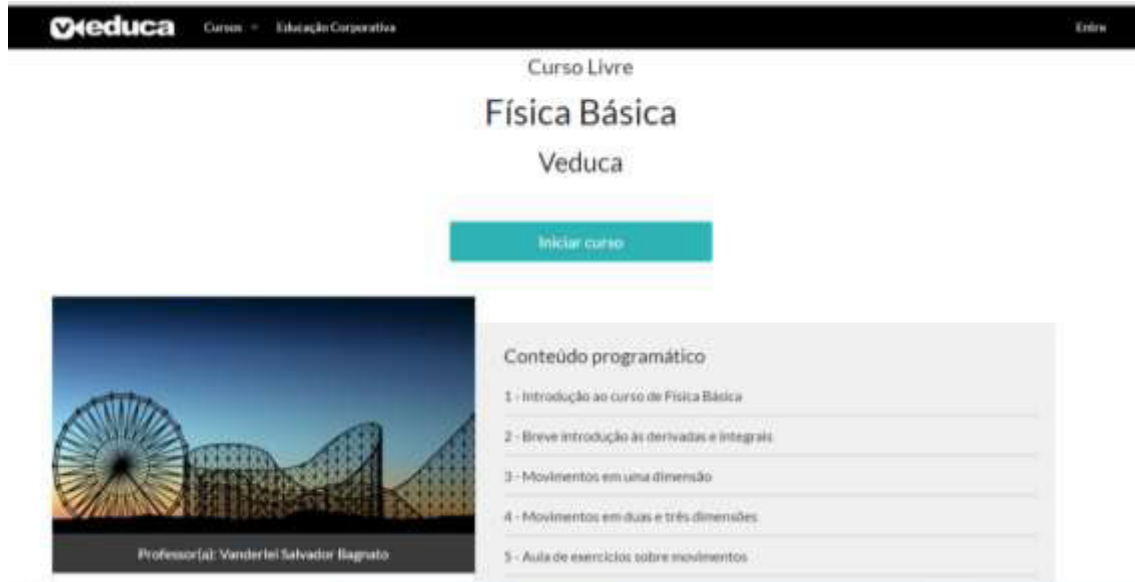 veduca Cursos Educação Corporativa Entre
Curso Livre
Física Básica
Veduca
Iniciar curso
Professor(a): Vanderlei Salvador Bagnato
Conteúdo programático
1 - Introdução ao curso de Física Básica
2 - Breve introdução às derivadas e integrais
3 - Movimentos em uma dimensão
4 - Movimentos em duas e três dimensões
5 - Aula de exercícios sobre movimentos